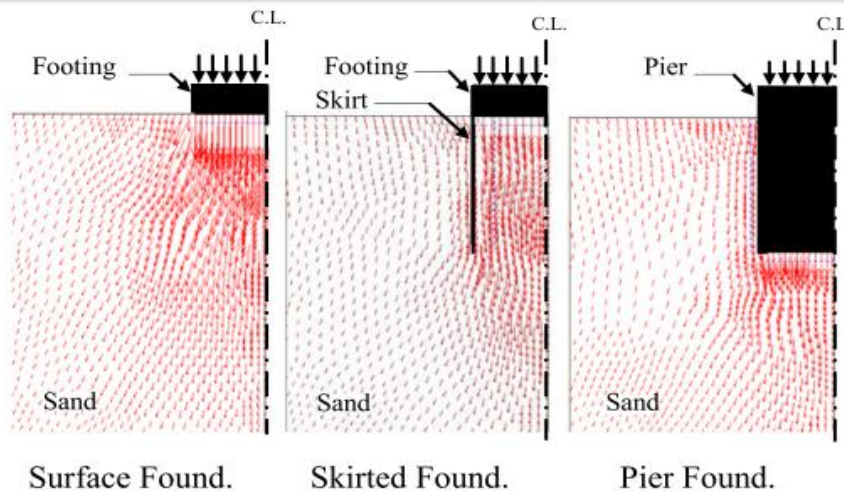 C.L.
Footing
Sand
Surface Found.
C.L.
Footing
Skirt
Sand
Skirted Found.
C.L
Pier
Sand
Pier Found.